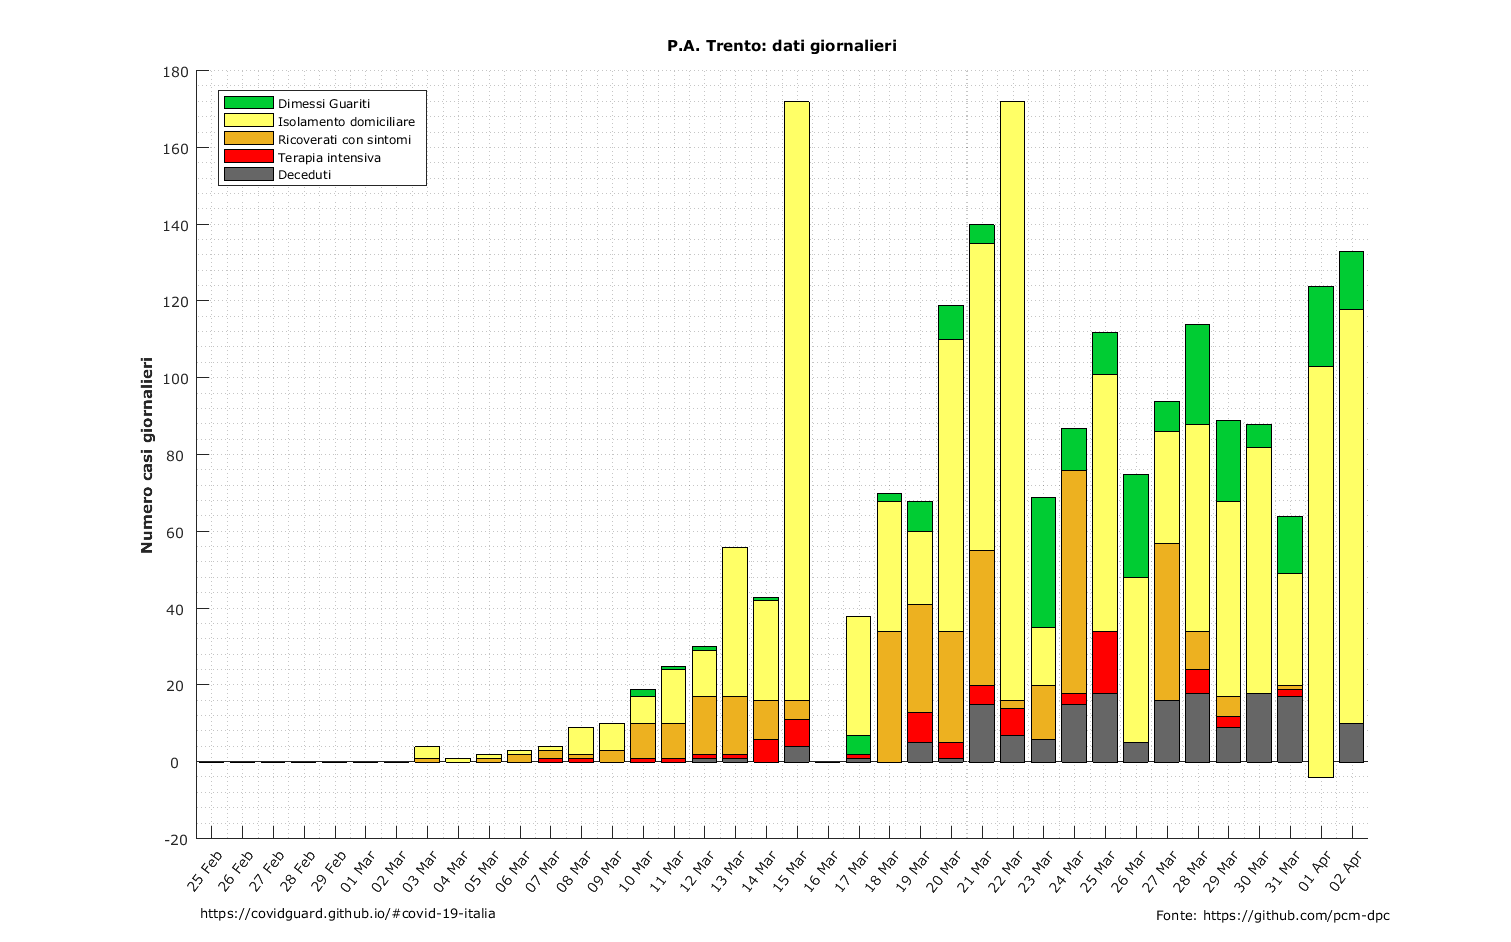 P.A. Trento: dati giornalieri
180
160
140
120
100
80
60
40
20
0
-20
Numero casi giornalieri
Dimessi Guariti
Isolamento domiciliare
Ricoverati con sintomi
Terapia intensiva
Deceduti
25 Feb
26 Feb
27 Feb
28 Feb
29 Feb
01 Mar
02 Mar
03 Mar
04 Mar
05 Mar
06 Mar
07 Mar
08 Mar
09 Mar
10 Mar
11 Mar
12 Mar
13 Mar
14 Mar
15 Mar
16 Mar
17 Mar
18 Mar
19 Mar
20 Mar
21 Mar
22 Mar
23 Mar
24 Mar
25 Mar
26 Mar
27 Mar
28 Mar
29 Mar
30 Mar
31 Mar
01 Apr
02 Apr
https://covidguard.github.io/#covid-19-italia
Fonte: https://github.com/pcm-dpc